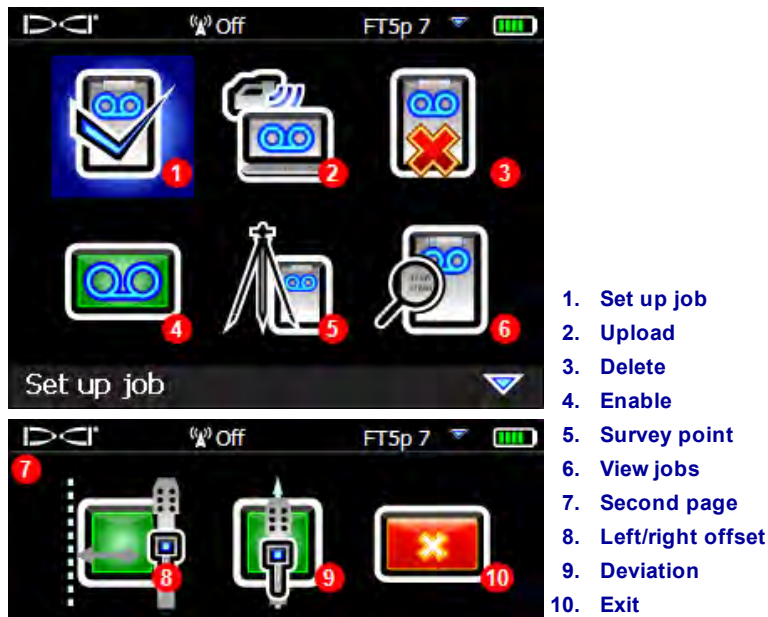 Off FT5p 7
1
2
3
4
5
6
Set up job
Off FT5p 7
7
8
9
10
1. Set up job
2. Upload
3. Delete
4. Enable
5. Survey point
6. View jobs
7. Second page
8. Left/right offset
9. Deviation
10. Exit